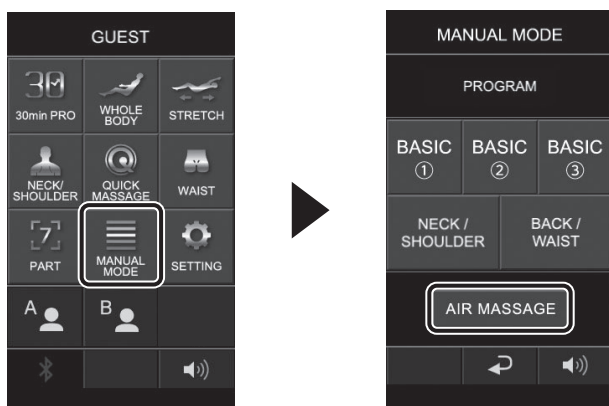 GUEST
30
30min PRO
WHOLE
BODY
STRETCH
NECK/
SHOULDER
QUICK
MASSAGE
WAIST
7
PART
MANUAL
MODE
SETTING
A
B
MANUAL MODE
PROGRAM
BASIC
①
BASIC
②
BASIC
③
NECK /
SHOULDER
BACK /
WAIST
AIR MASSAGE